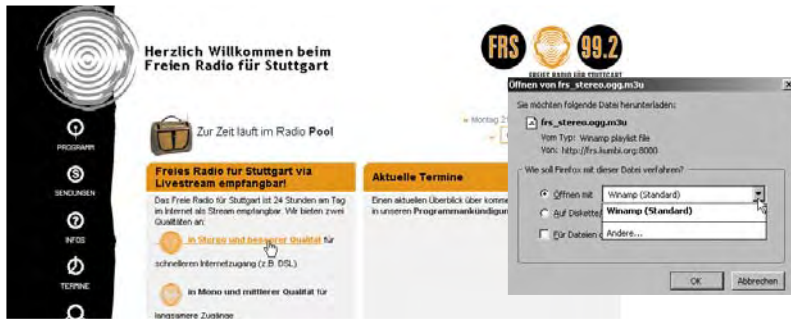 Herzlich Willkommen beim
Freien Radio für Stuttgart
FRS 99.2
FREIES RADIO FÜR STUTTGART
PROGRAMM
SENDUNGEN
INFOS
TERMINE
Zur Zeit läuft im Radio Pool
» Montag
Freies Radio für Stuttgart via
Livestream empfangbar!
Das Freie Radio für Stuttgart ist 24 Stunden am Tag
im Internet als Stream empfangbar. Wir bieten zwei
Qualitäten an:
in Stereo und besserer Qualität für
schnelleren Internetzugang (z.B. DSL)
in Mono und mittlerer Qualität für
langsamere Zugänge
Aktuelle Termine
Einen aktuellen Überblick über komme
in unseren Programmankündigun
Öffnen von frs_stereo.ogg.m3u
Sie möchten folgende Datei herunterladen:
frs_stereo.ogg.m3u
Vom Typ: Winamp playlist file
Von: http://frs.kumbi.org:8000
Wie soll Firefox mit dieser Datei verfahren?
Öffnen mit Winamp (Standard)
Auf Diskette/
Winamp (Standard)
Für Dateien
Andere...
OK Abbrechen